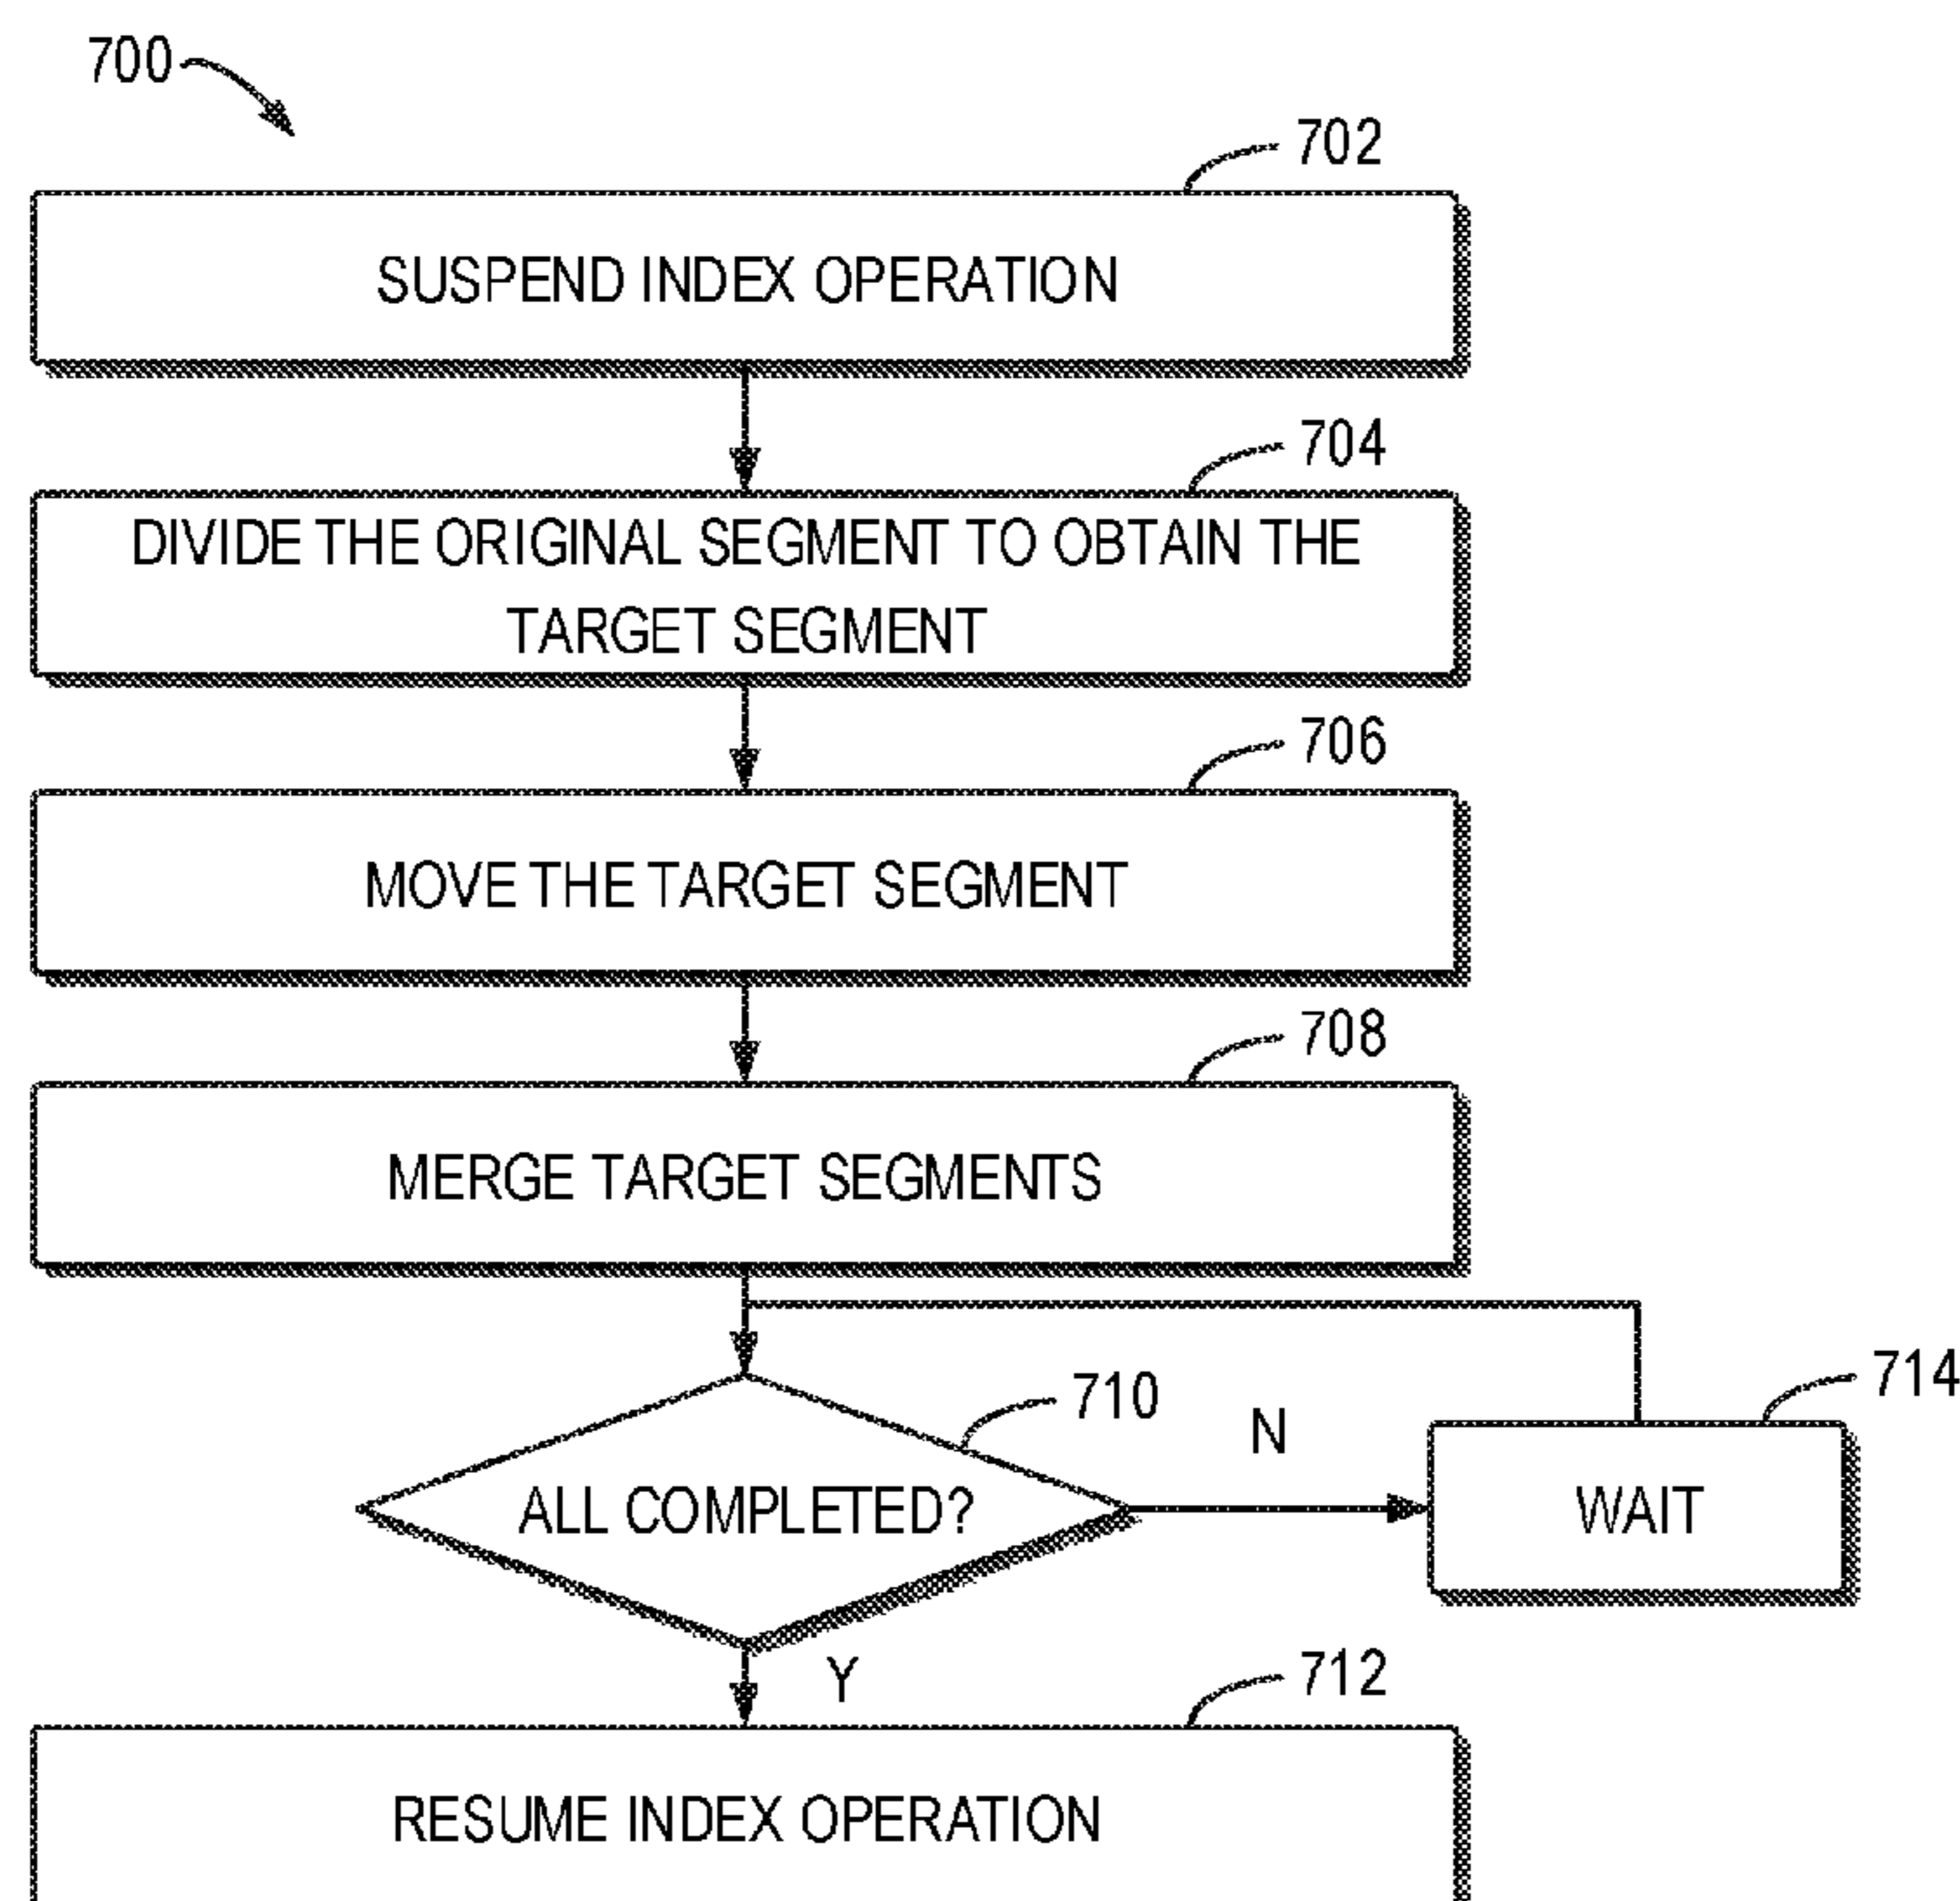 700
702
SUSPEND INDEX OPERATION
704
DIVIDE THE ORIGINAL SEGMENT TO OBTAIN THE
TARGET SEGMENT
706
MOVE THE TARGET SEGMENT
708
MERGE TARGET SEGMENTS
710
ALL COMPLETED?
N
714
WAIT
Y
712
RESUME INDEX OPERATION